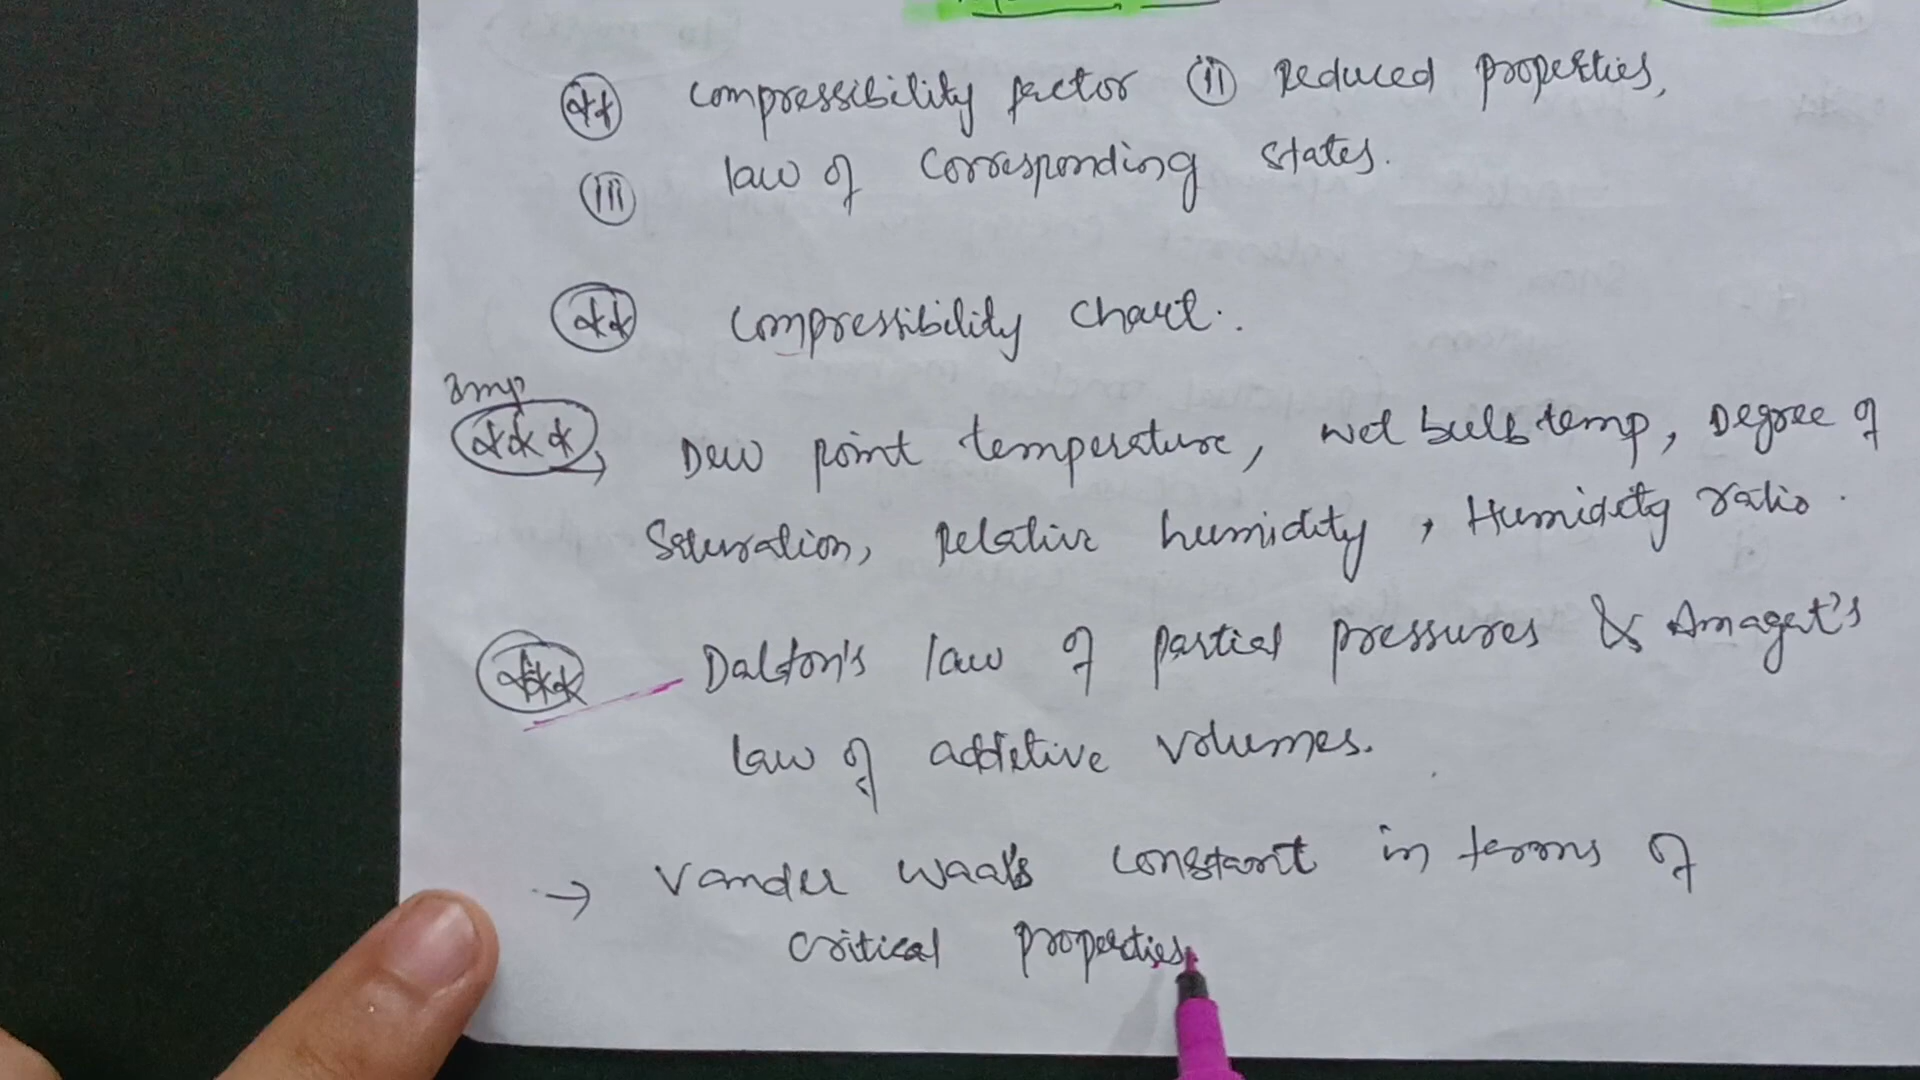 ** compressibility factor (ii) Reduced properties,
(iii) law of corresponding states.
** compressibility chart.
Imp
*** → Dew point temperature, wet bulb temp, Degree of
Saturation, Relative humidity, Humidity ratio.
*** Dalton's law of partial pressures & Amagat's
law of additive volumes.
→ Vander Waals constant in terms of
critical properties